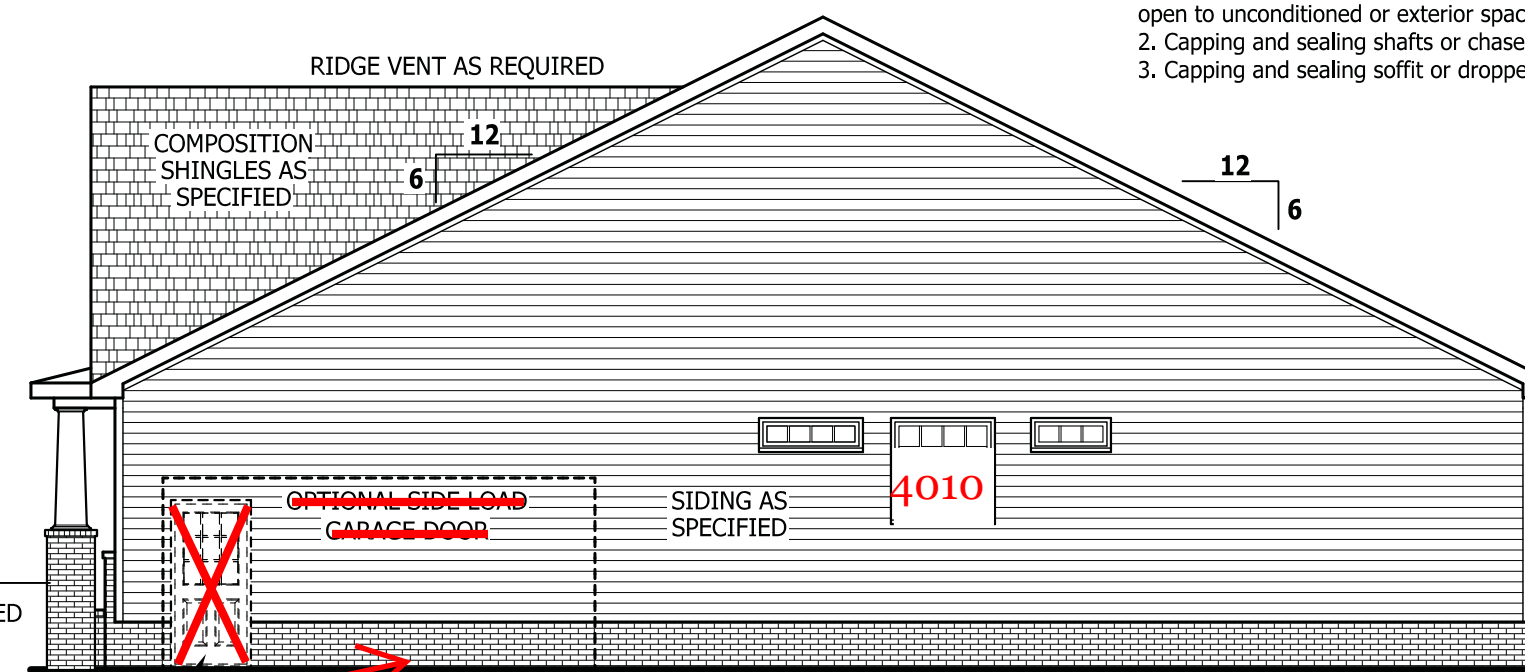 open to unconditioned or exterior spac
2. Capping and sealing shafts or chase
3. Capping and sealing soffit or droppe
RIDGE VENT AS REQUIRED
COMPOSITION
SHINGLES AS
SPECIFIED
12
6
12
6
OPTIONAL SIDE LOAD
GARAGE DOOR
SIDING AS
SPECIFIED
4010
ED